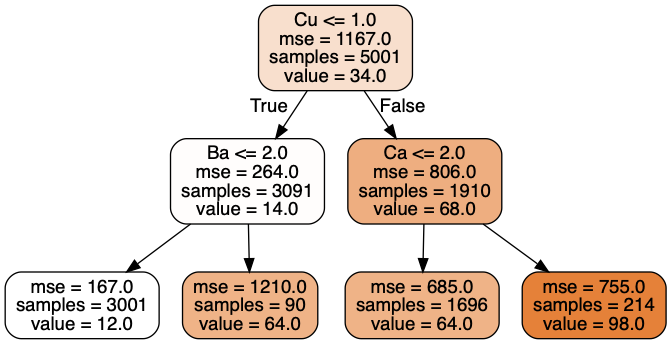 Cu <= 1.0
mse = 1167.0
samples = 5001
value = 34.0
True
False
Ba <= 2.0
mse = 264.0
samples = 3091
value = 14.0
Ca <= 2.0
mse = 806.0
samples = 1910
value = 68.0
mse = 167.0
samples = 3001
value = 12.0
mse = 1210.0
samples = 90
value = 64.0
mse = 685.0
samples = 1696
value = 64.0
mse = 755.0
samples = 214
value = 98.0